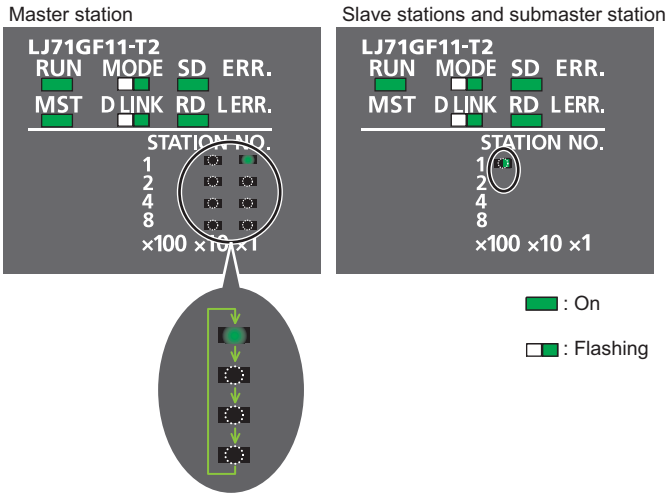 Master station
LJ71GF11-T2
RUN MODE SD ERR.
MST D LINK RD L ERR.
STATION NO.
1
2
4
8
×100 ×10 ×1
Slave stations and submaster station
LJ71GF11-T2
RUN MODE SD ERR.
MST D LINK RD L ERR.
STATION NO.
1
2
4
8
×100 ×10 ×1
: On
: Flashing